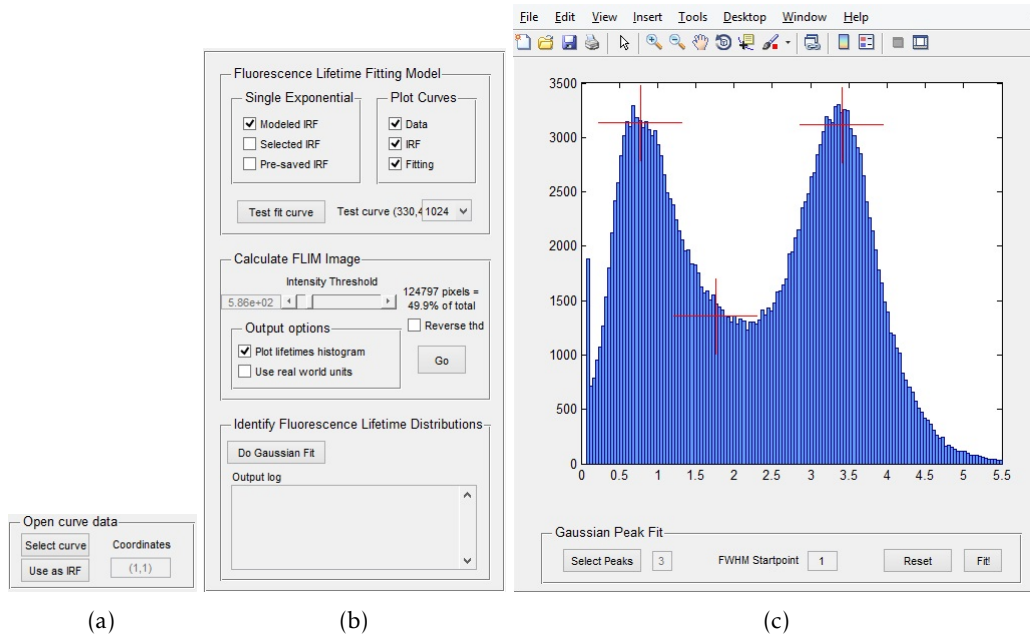 Open curve data
Select curve Coordinates
Use as IRF (1,1)
(a)
Fluorescence Lifetime Fitting Model
Single Exponential Plot Curves
Modeled IRF Data
Selected IRF IRF
Pre-saved IRF Fitting
Test fit curve Test curve (330,4 1024
Calculate FLIM Image
Intensity Threshold
5.86e+02 124797 pixels =
49.9% of total
Reverse thd
Output options
Plot lifetimes histogram
Use real world units
Go
Identify Fluorescence Lifetime Distributions
Do Gaussian Fit
Output log
(b)
File Edit View Insert Tools Desktop Window Help
3500
3000
2500
2000
1500
1000
500
0
0 0.5 1 1.5 2 2.5 3 3.5 4 4.5 5 5.5
Gaussian Peak Fit
Select Peaks 3 FWHM Startpoint 1 Reset Fit!
(c)